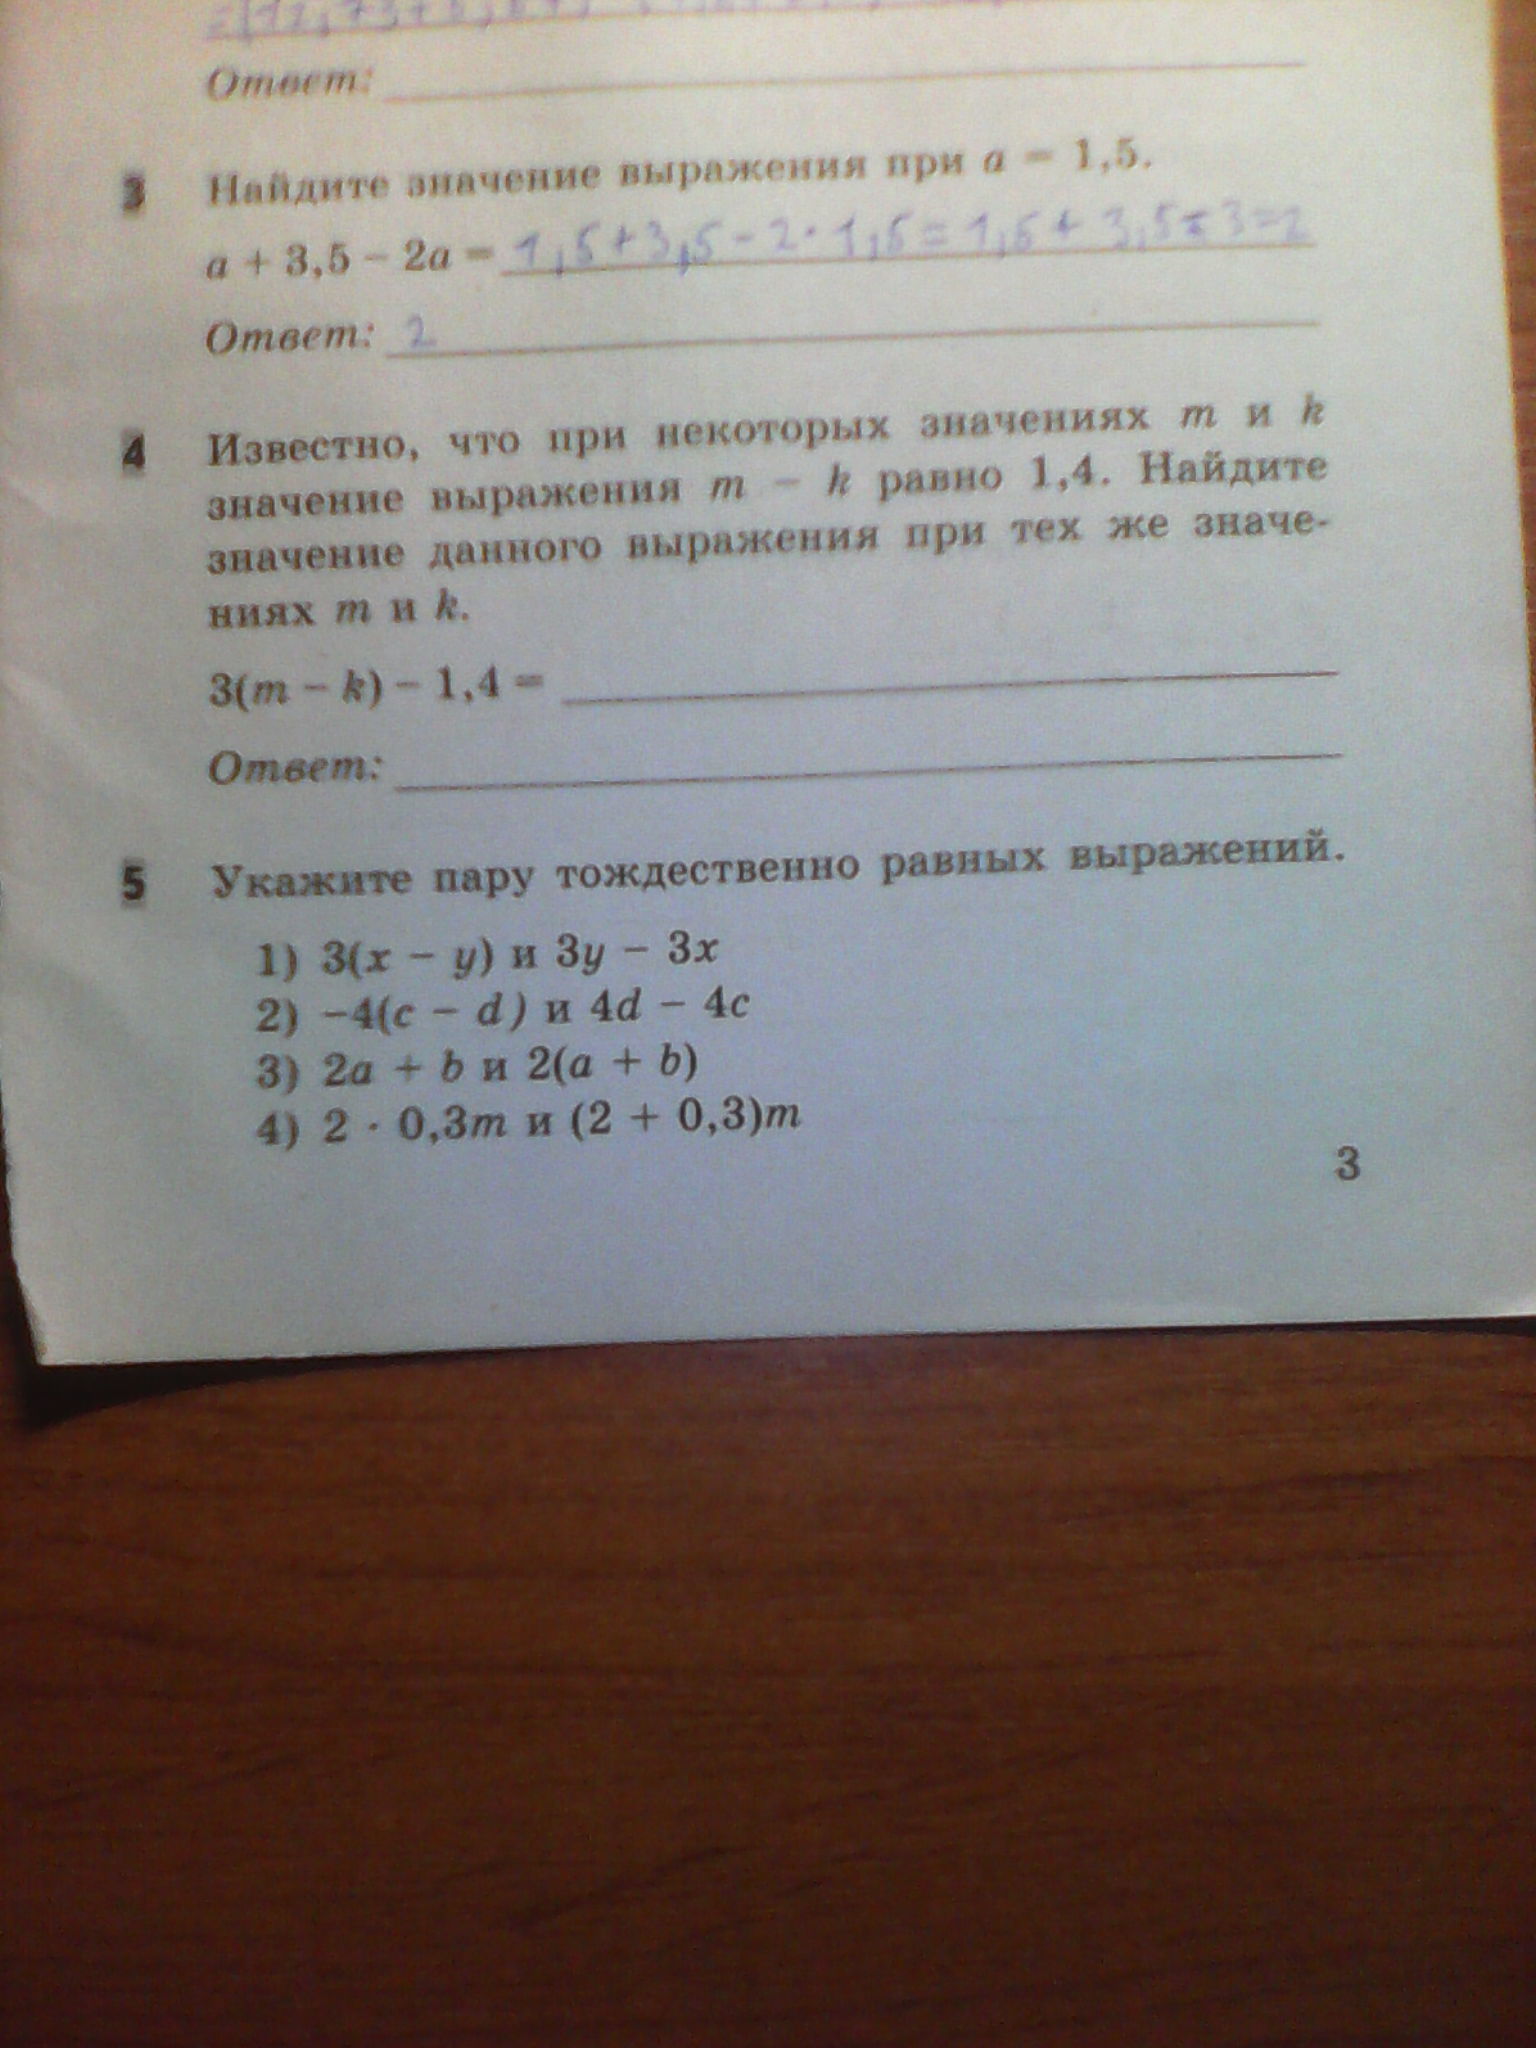 Ответ:
3 Найдите значение выражения при a = 1,5.
a + 3,5 − 2a = 1,5+3,5−2·1,5=1,5+3,5−3=2
Ответ: 2
4 Известно, что при некоторых значениях m и k
значение выражения m − k равно 1,4. Найдите
значение данного выражения при тех же значе-
ниях m и k.
3(m − k) − 1,4 =
Ответ:
5 Укажите пару тождественно равных выражений.
1) 3(x − y) и 3y − 3x
2) −4(c − d) и 4d − 4c
3) 2a + b и 2(a + b)
4) 2 · 0,3m и (2 + 0,3)m
3